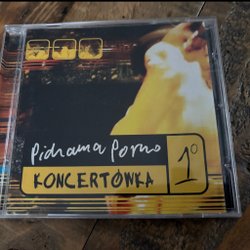 Pidżama Porno
KONCERTÓWKA
1°